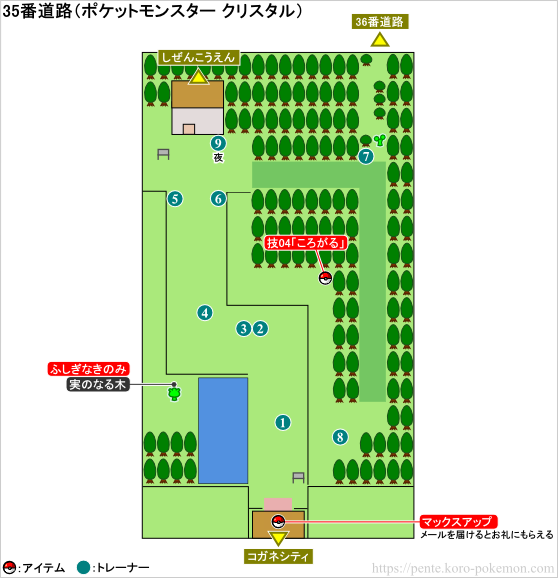 35番道路(ポケットモンスター クリスタル)
36番道路
しぜんこうえん
9
夜
7
5
6
技04「ころがる」
4
3
2
ふしぎなきのみ
実のなる木
1
8
マックスアップ
メールを届けるとお礼にもらえる
コガネシティ
:アイテム
:トレーナー
https://pente.koro-pokemon.com/